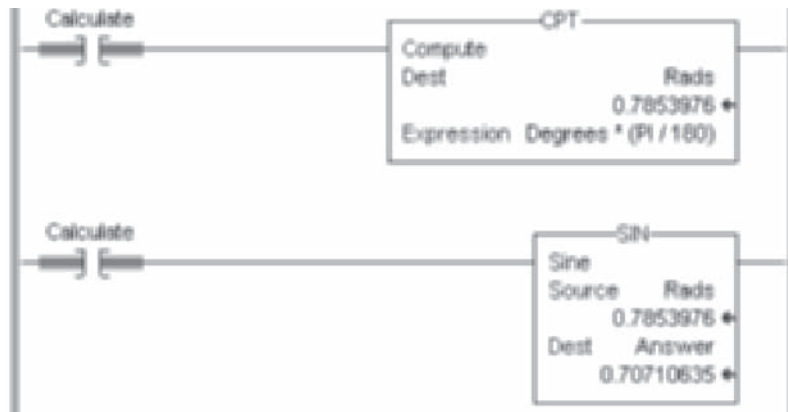 Calculate
CPT
Compute
Dest Rads
0.7853976
Expression Degrees * (PI / 180)
Calculate
SIN
Sine
Source Rads
0.7853976
Dest Answer
0.70710635